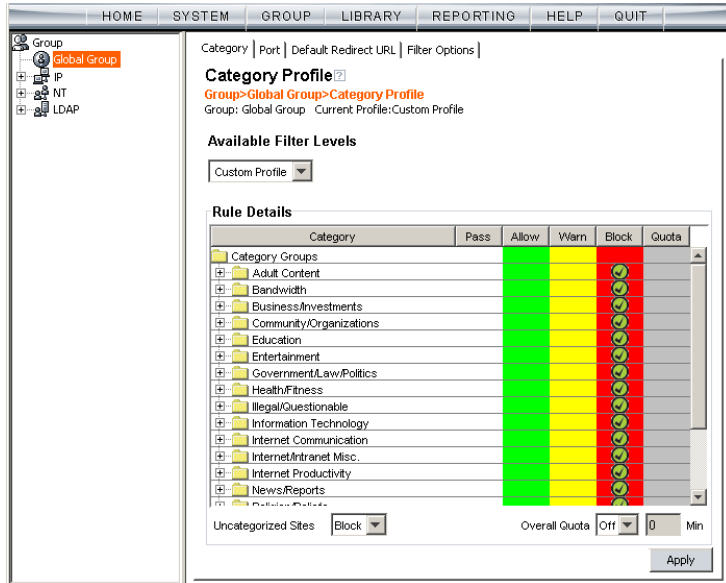 HOME SYSTEM GROUP LIBRARY REPORTING HELP QUIT
Group
Global Group
IP
NT
LDAP
Category Port Default Redirect URL Filter Options
Category Profile ?
Group>Global Group>Category Profile
Group: Global Group Current Profile:Custom Profile
Available Filter Levels
Custom Profile
Rule Details
Category Pass Allow Warn Block Quota
Category Groups
Adult Content
Bandwidth
Business/Investments
Community/Organizations
Education
Entertainment
Government/Law/Politics
Health/Fitness
Illegal/Questionable
Information Technology
Internet Communication
Internet/Intranet Misc.
Internet Productivity
News/Reports
Religion/Beliefs
Uncategorized Sites Block Overall Quota Off 0 Min
Apply